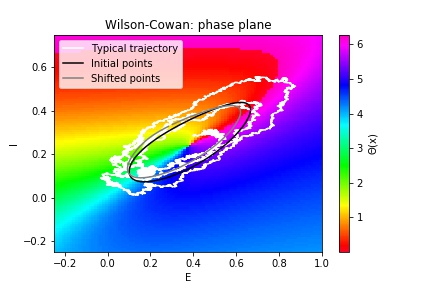 Wilson-Cowan: phase plane
Typical trajectory
Initial points
Shifted points
I
0.6
0.4
0.2
0.0
−0.2
−0.2 0.0 0.2 0.4 0.6 0.8 1.0
E
6
5
4
3
2
1
Θ(x)